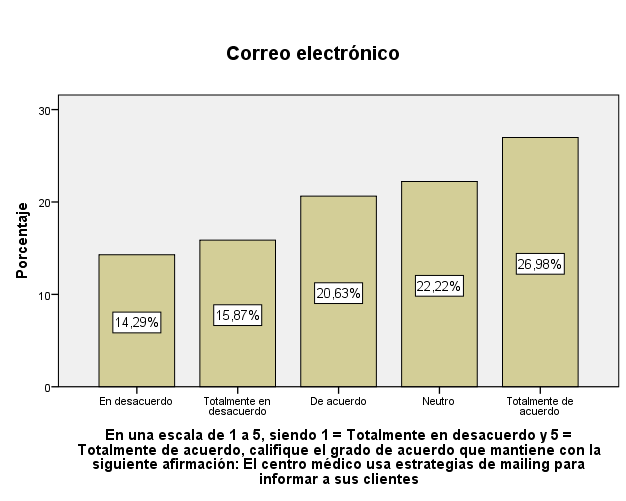 Correo electrónico
Porcentaje
30
20
10
0
14,29%
15,87%
20,63%
22,22%
26,98%
En desacuerdo
Totalmente en
desacuerdo
De acuerdo
Neutro
Totalmente de
acuerdo
En una escala de 1 a 5, siendo 1 = Totalmente en desacuerdo y 5 =
Totalmente de acuerdo, califique el grado de acuerdo que mantiene con la
siguiente afirmación: El centro médico usa estrategias de mailing para
informar a sus clientes